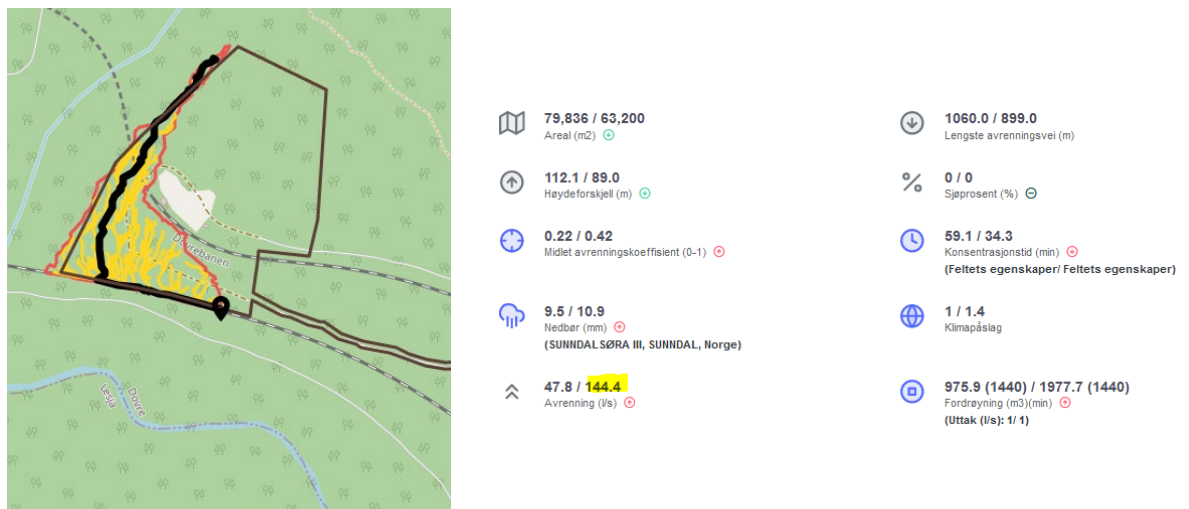 Dovrebanen
Lesja
Dovre
79,836 / 63,200
Areal (m2)
1060.0 / 899.0
Lengste avrenningsvei (m)
112.1 / 89.0
Høydeforskjell (m)
0 / 0
Sjøprosent (%)
0.22 / 0.42
Midlet avrenningskoeffisient (0-1)
59.1 / 34.3
Konsentrasjonstid (min)
(Feltets egenskaper/ Feltets egenskaper)
9.5 / 10.9
Nedbør (mm)
(SUNNDALSØRA III, SUNNDAL, Norge)
1 / 1.4
Klimapåslag
47.8 / 144.4
Avrenning (l/s)
975.9 (1440) / 1977.7 (1440)
Fordrøyning (m3)(min)
(Uttak (l/s): 1/ 1)